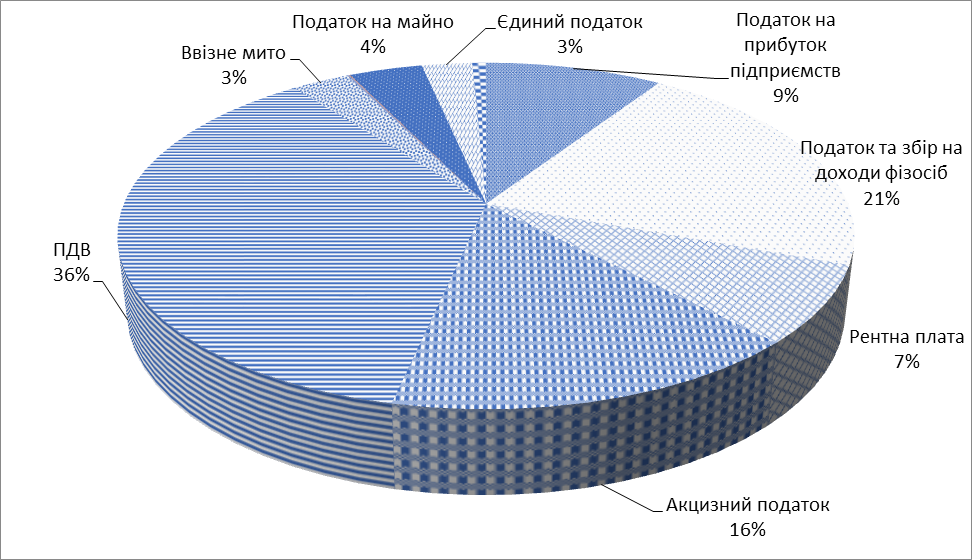 Податок на майно
4%
Єдиний податок
3%
Податок на
прибуток
підприємств
9%
Ввізне мито
3%
Податок та збір на
доходи фізосіб
21%
ПДВ
36%
Рентна плата
7%
Акцизний податок
16%